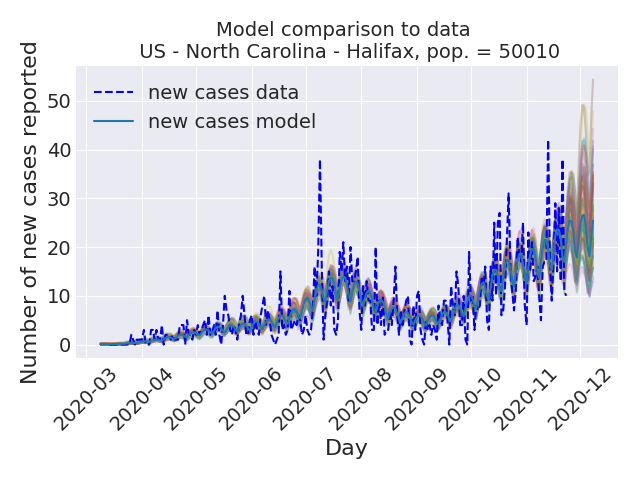 Model comparison to data
US - North Carolina - Halifax, pop. = 50010
Number of new cases reported
50
40
30
20
10
0
new cases data
new cases model
2020-03
2020-04
2020-05
2020-06
2020-07
2020-08
2020-09
2020-10
2020-11
2020-12
Day